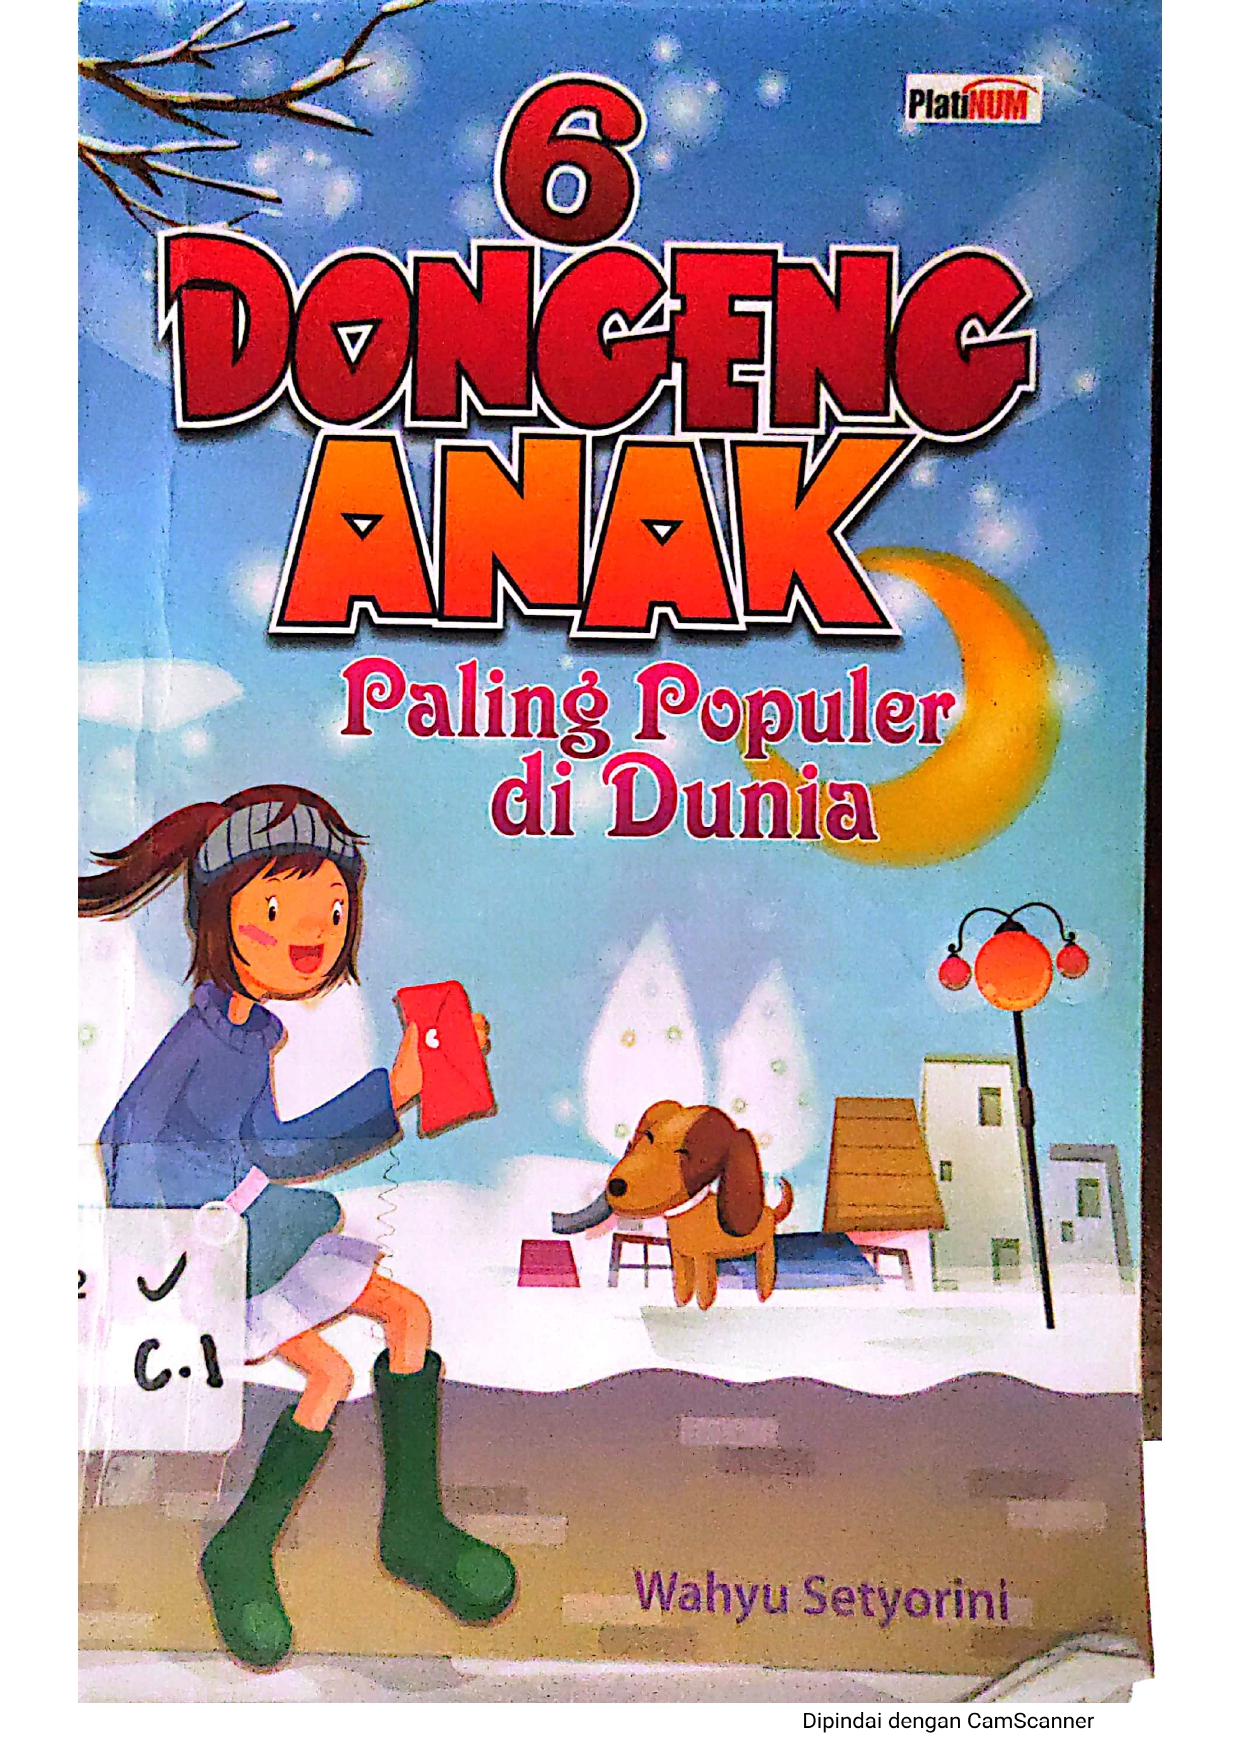 PlatiNUM
6
DONGENG
ANAK
Paling Populer
di Dunia
C.1
Wahyu Setyorini
Dipindai dengan CamScanner